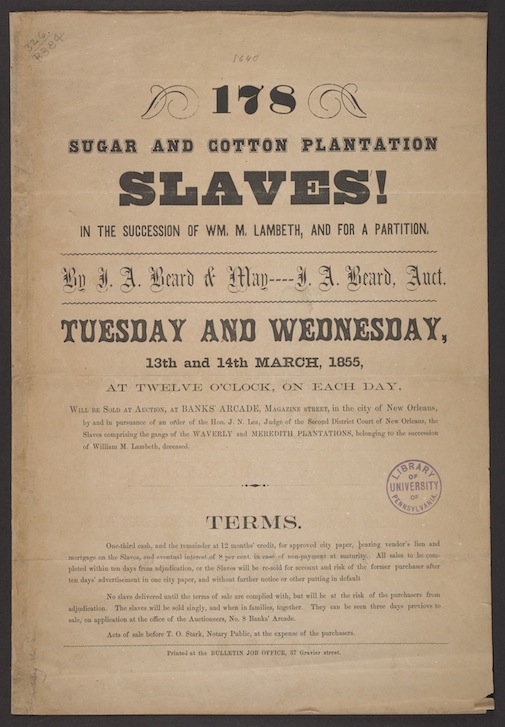 326.
R384
5640
178
SUGAR AND COTTON PLANTATION
SLAVES!
IN THE SUCCESSION OF WM. M. LAMBETH, AND FOR A PARTITION.
By J. A. Beard & May----J. A. Beard, Auct.
TUESDAY AND WEDNESDAY,
13th and 14th MARCH, 1855,
AT TWELVE O'CLOCK, ON EACH DAY,
WILL BE SOLD AT AUCTION, AT BANKS' ARCADE, MAGAZINE STREET, in the city of New Orleans,
by and in pursuance of an order of the Hon. J. N. Lea, Judge of the Second District Court of New Orleans, the
Slaves comprising the gangs of the WAVERLY and MEREDITH PLANTATIONS, belonging to the succession
of William M. Lambeth, deceased.
LIBRARY
OF
UNIVERSITY
OF
PENNSYLVANIA
TERMS.
One-third cash, and the remainder at 12 months' credit, for approved city paper, bearing vendor's lien and
mortgage on the Slaves, and eventual interest of 8 per cent. in case of non-payment at maturity. All sales to be com-
pleted within ten days from adjudication, or the Slaves will be re-sold for account and risk of the former purchaser after
ten days' advertisement in one city paper, and without further notice or other putting in default
No slave delivered until the terms of sale are complied with, but will be at the risk of the purchasers from
adjudication. The slaves will be sold singly, and when in families, together. They can be seen three days previous to
sale, on application at the office of the Auctioneers, No. 8 Banks' Arcade.
Acts of sale before T. O. Stark, Notary Public, at the expense of the purchasers.
Printed at the BULLETIN JOB OFFICE, 37 Gravier street.